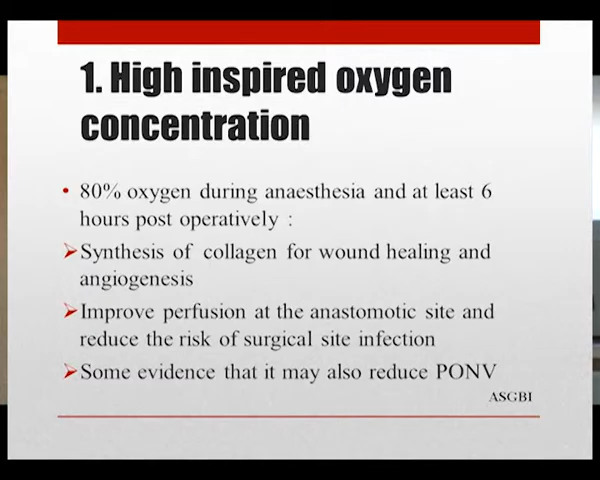 1. High inspired oxygen
concentration
• 80% oxygen during anaesthesia and at least 6
hours post operatively :
➤Synthesis of collagen for wound healing and
angiogenesis
➤Improve perfusion at the anastomotic site and
reduce the risk of surgical site infection
➤Some evidence that it may also reduce PONV
ASGBI